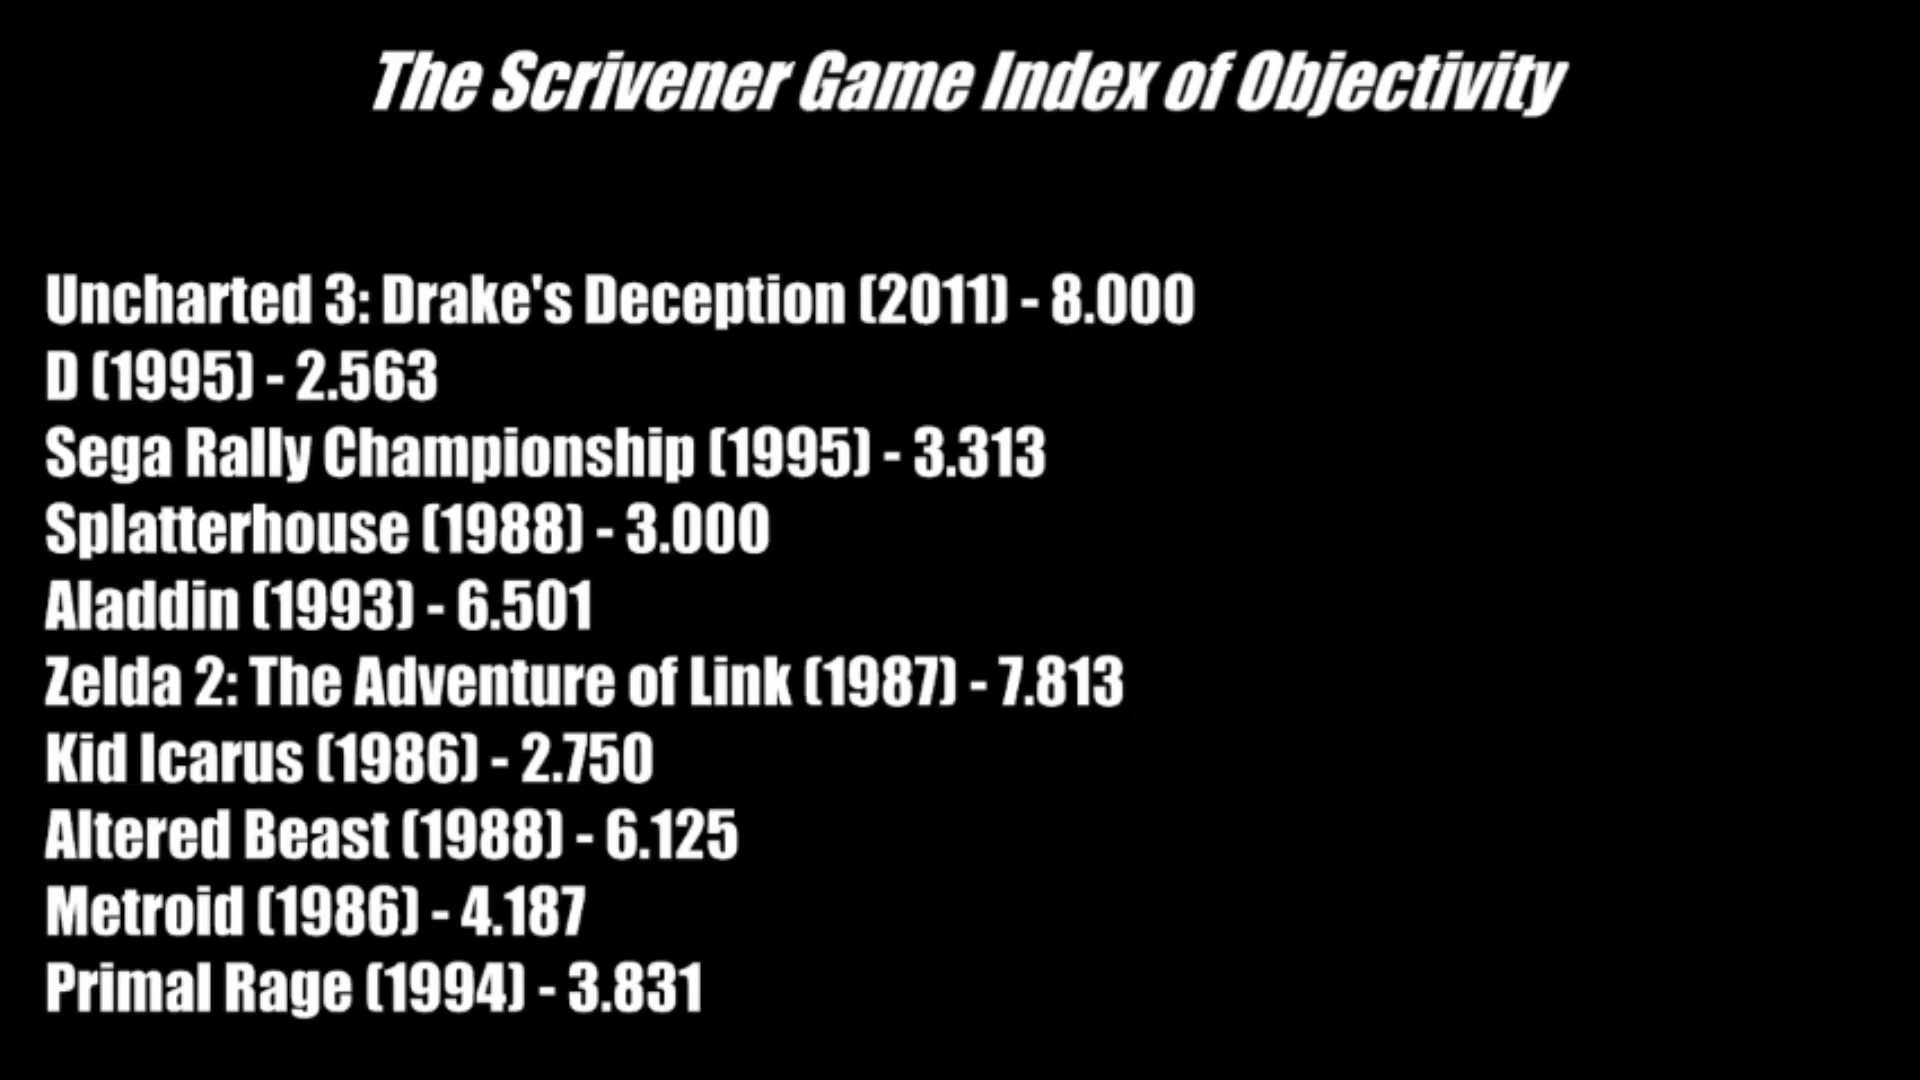 The Scrivener Game Index of Objectivity
Uncharted 3: Drake's Deception (2011) - 8.000
D (1995) - 2.563
Sega Rally Championship (1995) - 3.313
Splatterhouse (1988) - 3.000
Aladdin (1993) - 6.501
Zelda 2: The Adventure of Link (1987) - 7.813
Kid Icarus (1986) - 2.750
Altered Beast (1988) - 6.125
Metroid (1986) - 4.187
Primal Rage (1994) - 3.831